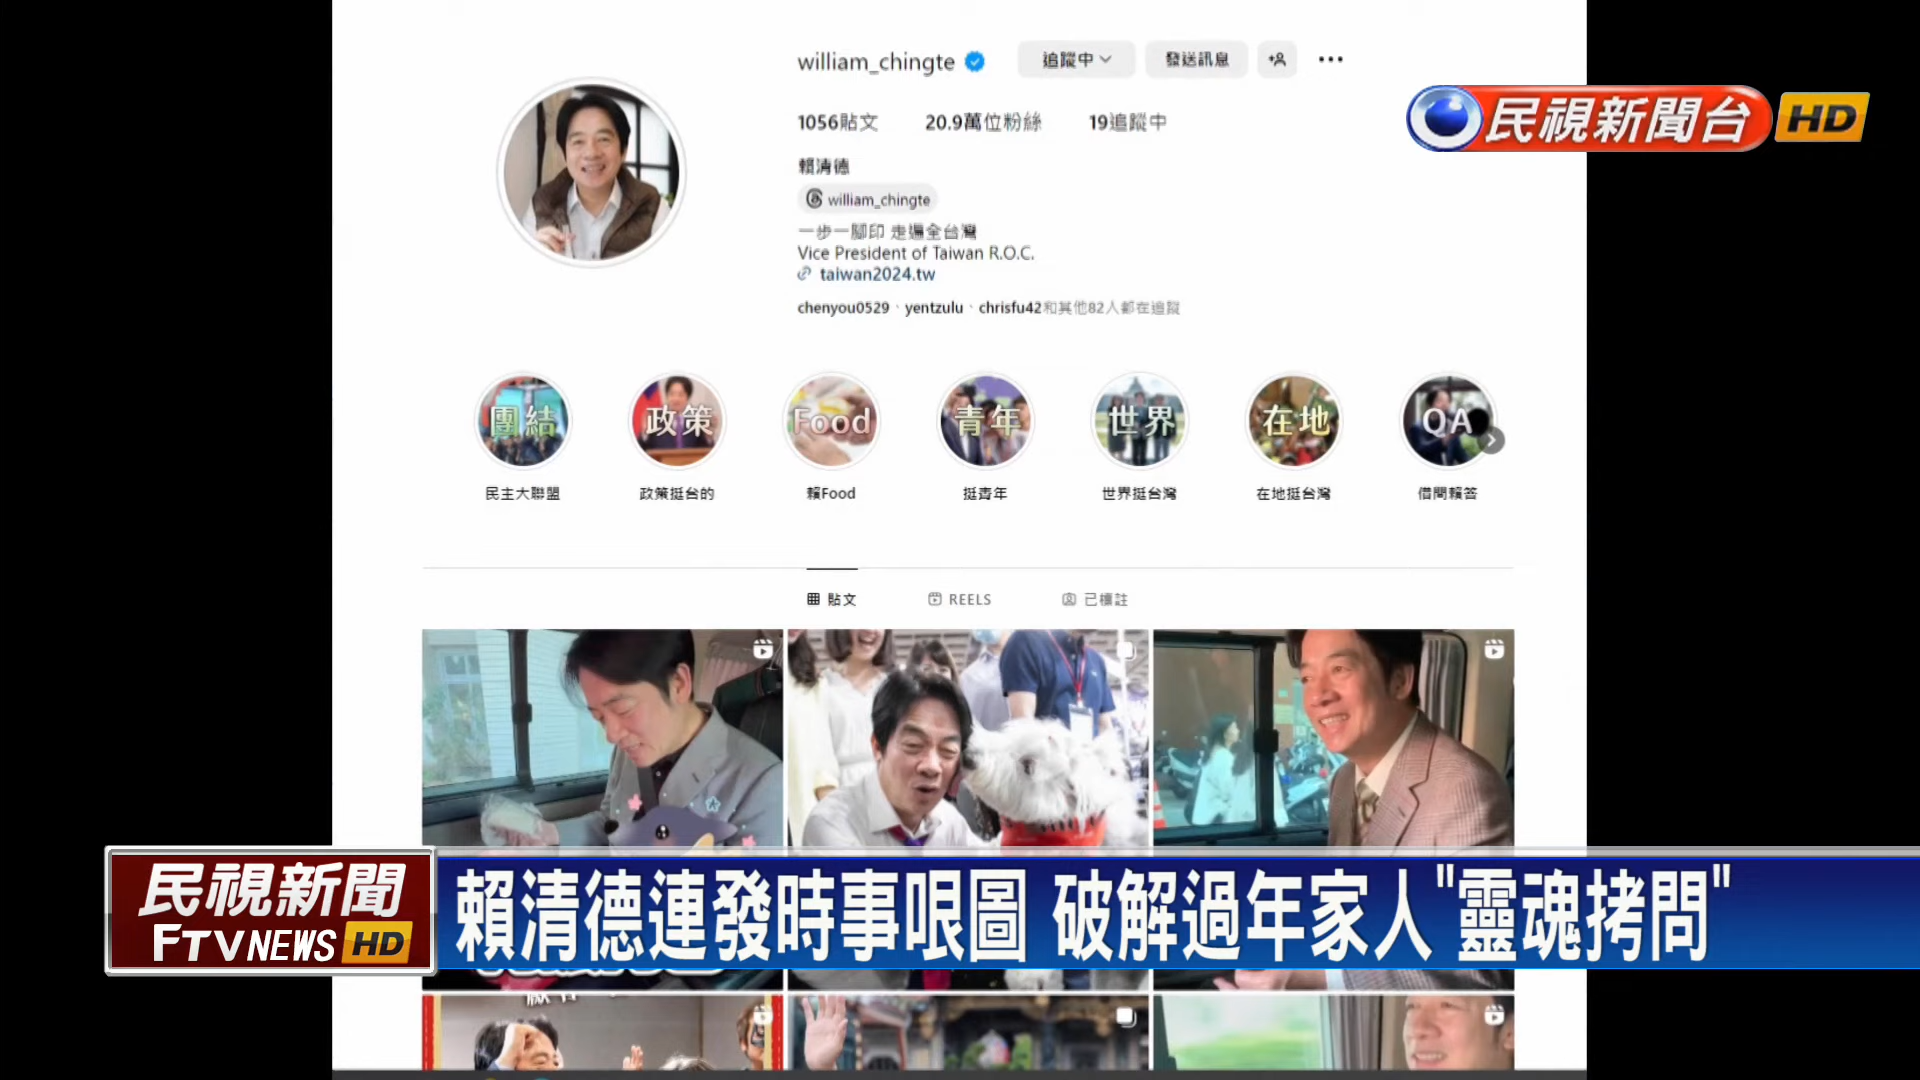 william_chingte
追蹤中
發送訊息
1056貼文
20.9萬位粉絲
19追蹤中
賴清德
william_chingte
一步一腳印 走遍全台灣
Vice President of Taiwan R.O.C.
taiwan2024.tw
chenyou0529、yentzulu、chrisfu42和其他82人都在追蹤
民視新聞台 HD
團結
政策
Food
青年
世界
在地
QA
民主大聯盟
政策挺台的
賴Food
挺青年
世界挺台灣
在地挺台灣
借問賴答
貼文
REELS
已標註
民視新聞
FTVNEWS HD
賴清德連發時事哏圖 破解過年家人"靈魂拷問"